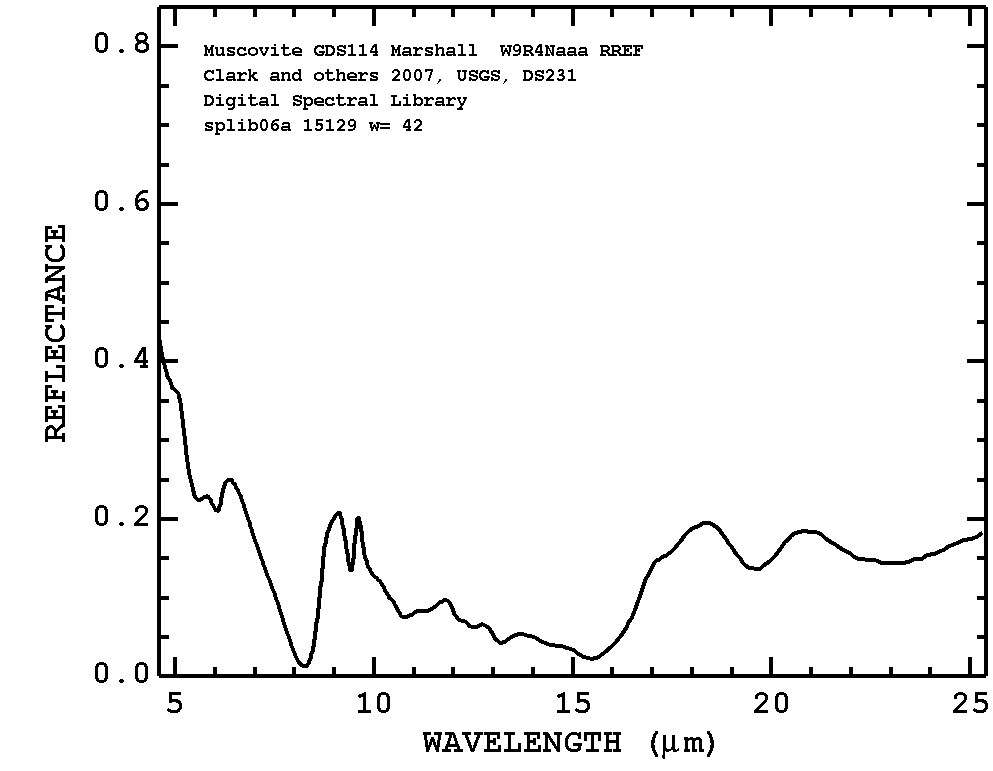 Muscovite GDS114 Marshall  W9R4Naaa RREF
Clark and others 2007, USGS, DS231
Digital Spectral Library
splib06a 15129 w= 42
REFLECTANCE
0.8
0.6
0.4
0.2
0.0
5 10 15 20 25
WAVELENGTH (μm)